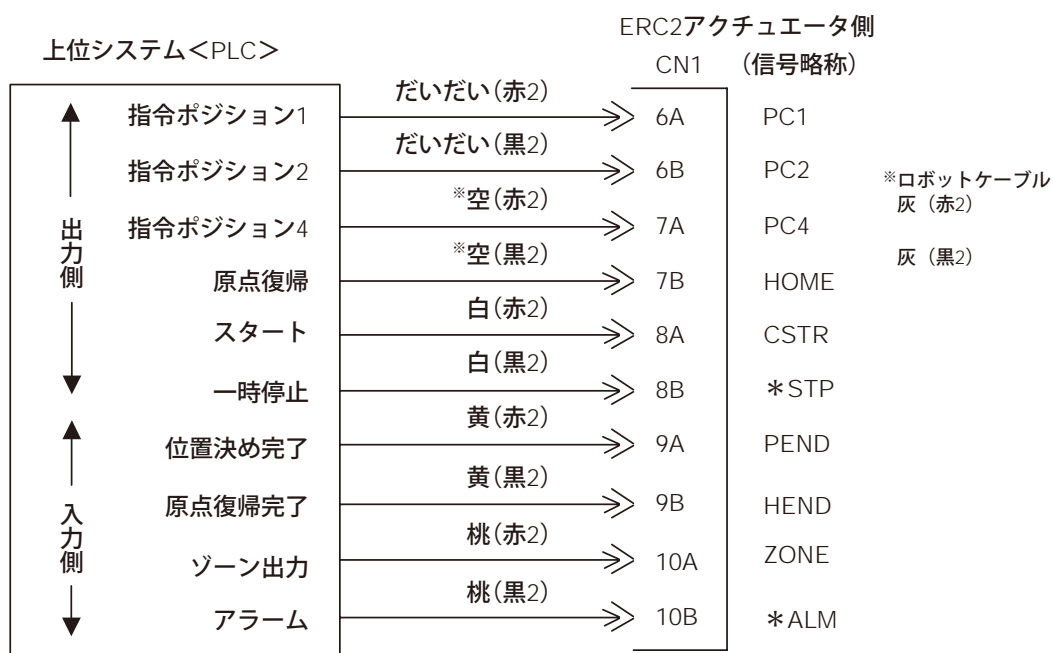 ERC2アクチュエータ側
上位システム<PLC>
CN1 (信号略称)
出力側
指令ポジション1 だいだい(赤2) 6A PC1
指令ポジション2 だいだい(黒2) 6B PC2
指令ポジション4 ※空(赤2) 7A PC4
原点復帰 ※空(黒2) 7B HOME
スタート 白(赤2) 8A CSTR
一時停止 白(黒2) 8B *STP
入力側
位置決め完了 黄(赤2) 9A PEND
原点復帰完了 黄(黒2) 9B HEND
ゾーン出力 桃(赤2) 10A ZONE
アラーム 桃(黒2) 10B *ALM
※ロボットケーブル
灰(赤2)
灰(黒2)